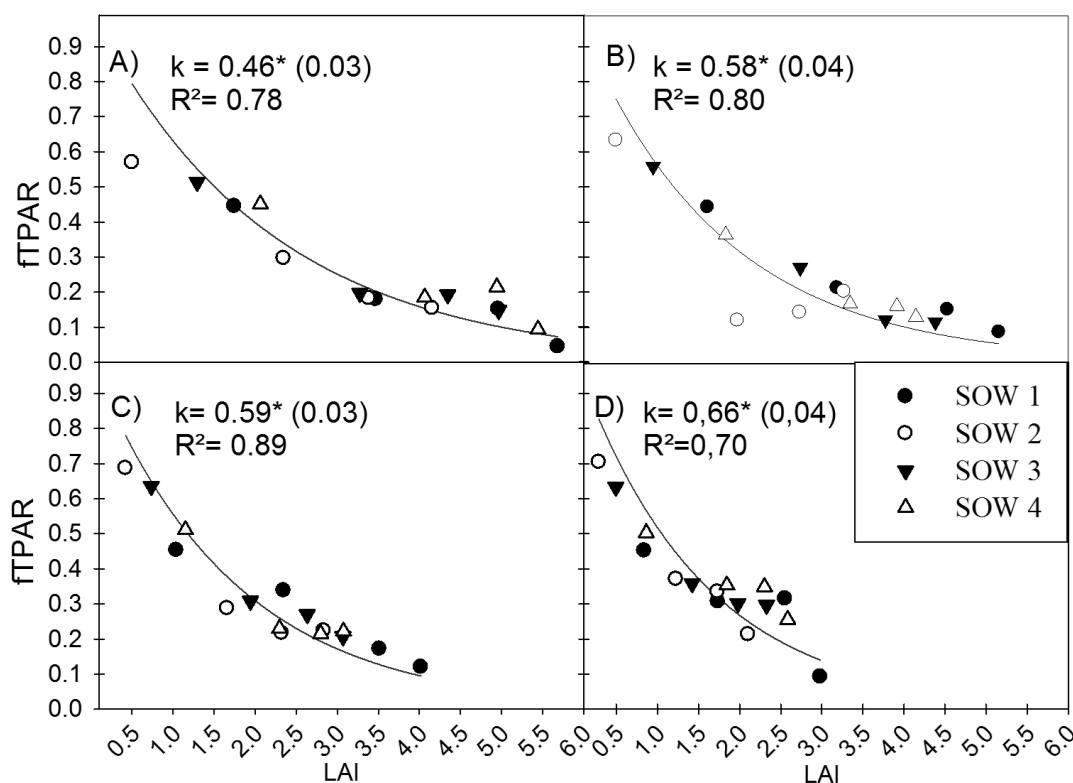 A)
k = 0.46* (0.03)
R²= 0.78
B)
k = 0.58* (0.04)
R²= 0.80
fTPAR
0.9
0.8
0.7
0.6
0.5
0.4
0.3
0.2
0.1
0.0
C)
k= 0.59* (0.03)
R²= 0.89
D)
k= 0,66* (0,04)
R²=0,70
SOW 1
SOW 2
SOW 3
SOW 4
fTPAR
0.9
0.8
0.7
0.6
0.5
0.4
0.3
0.2
0.1
0.0
0.5 1.0 1.5 2.0 2.5 3.0 3.5 4.0 4.5 5.0 5.5 6.0
0.5 1.0 1.5 2.0 2.5 3.0 3.5 4.0 4.5 5.0 5.5 6.0
LAI
LAI